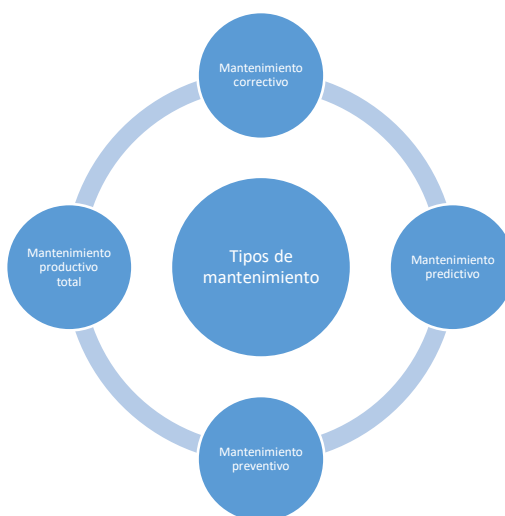 Mantenimiento
correctivo
Mantenimiento
productivo
total
Tipos de
mantenimiento
Mantenimiento
predictivo
Mantenimiento
preventivo